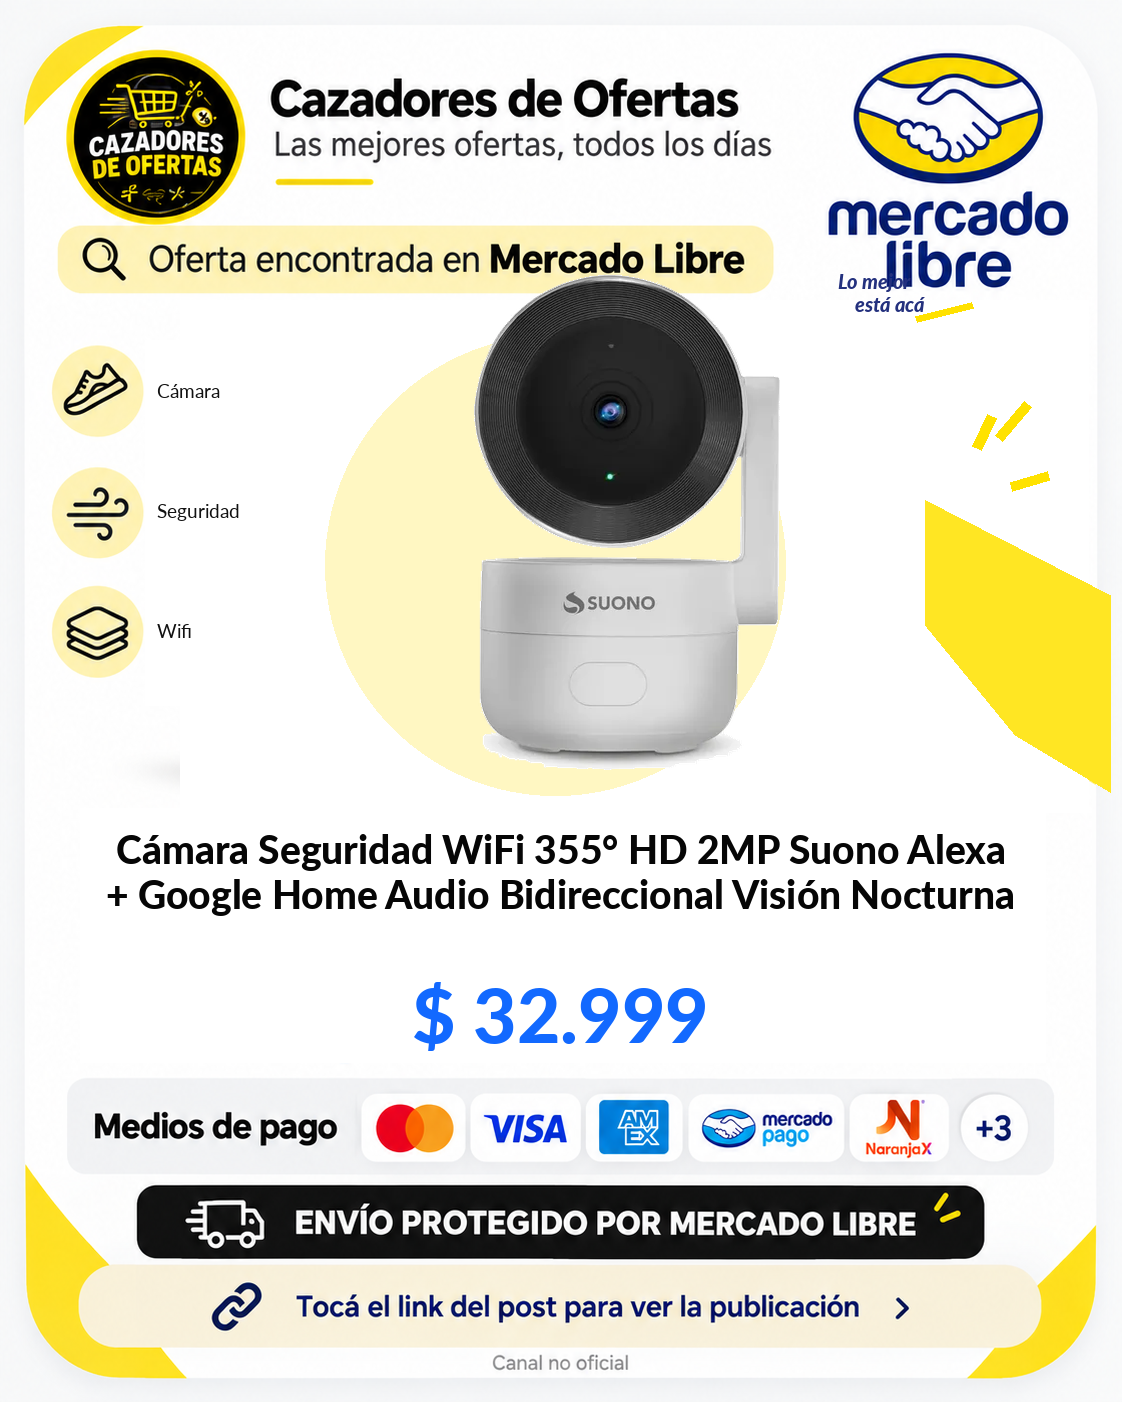 CAZADORES
DE OFERTAS
Cazadores de Ofertas
Las mejores ofertas, todos los días
mercado
libre
Lo mejor
está acá
Oferta encontrada en Mercado Libre
Cámara
Seguridad
Wifi
SUONO
Cámara Seguridad WiFi 355° HD 2MP Suono Alexa
+ Google Home Audio Bidireccional Visión Nocturna
$ 32.999
Medios de pago
VISA
AM
EX
mercado
pago
NaranjaX
+3
ENVÍO PROTEGIDO POR MERCADO LIBRE
Tocá el link del post para ver la publicación
Canal no oficial